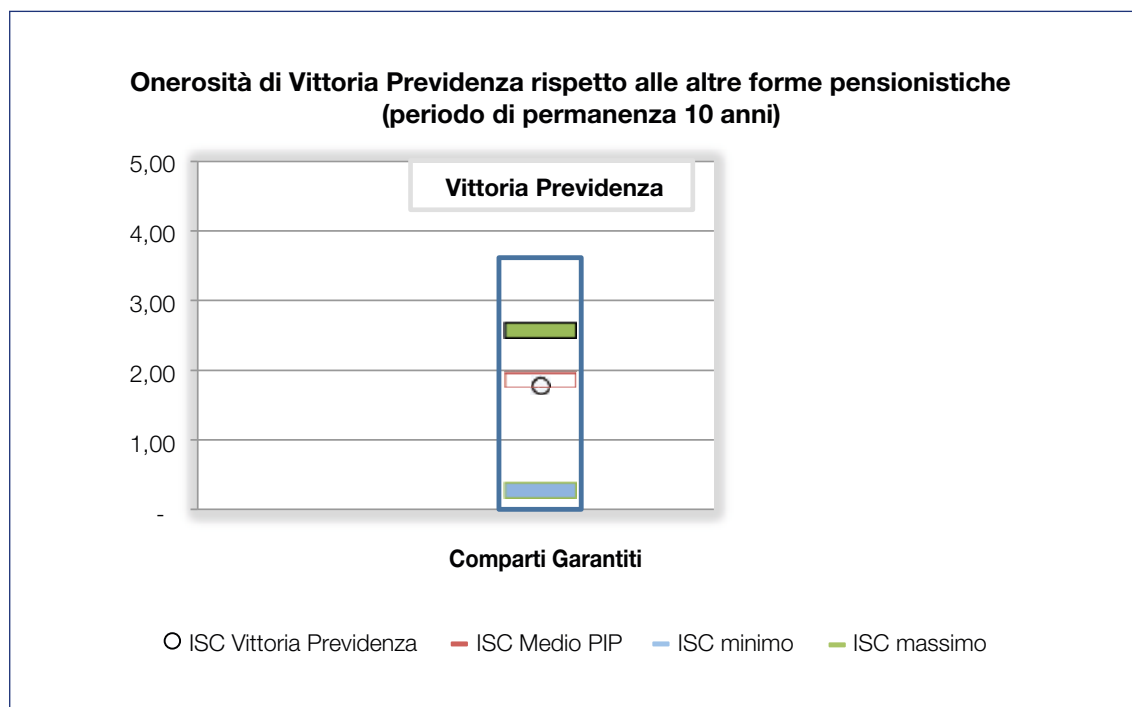 Onerosità di Vittoria Previdenza rispetto alle altre forme pensionistiche
(periodo di permanenza 10 anni)
5,00
Vittoria Previdenza
4,00
3,00
2,00
1,00
-
Comparti Garantiti
ISC Vittoria Previdenza ISC Medio PIP ISC minimo ISC massimo